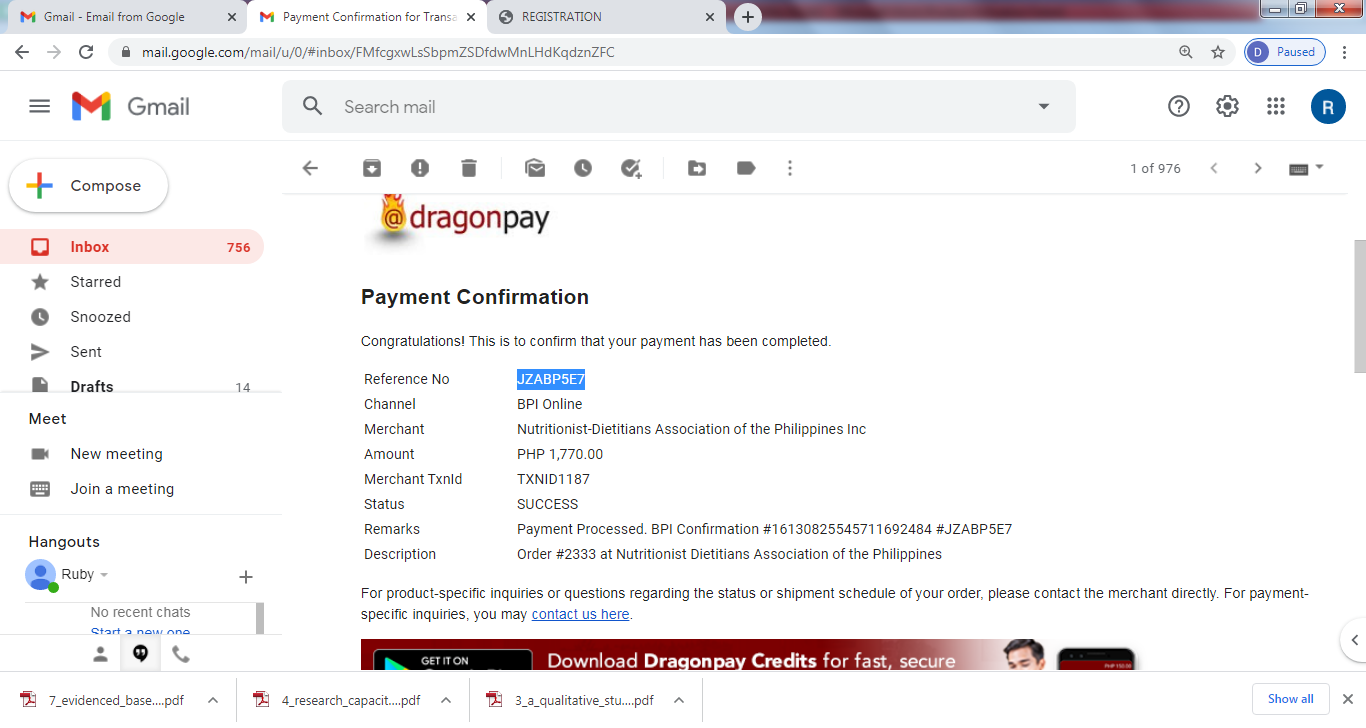 Gmail - Email from Google
Payment Confirmation for Transa
REGISTRATION
mail.google.com/mail/u/0/#inbox/FMfcgxwLsSbpmZSDfdwMnLHdKqdznZFC
D Paused
Gmail
Search mail
R
Compose
1 of 976
Inbox 756
Starred
Snoozed
Sent
Drafts 14
Meet
New meeting
Join a meeting
Hangouts
Ruby
No recent chats
Start a new one
@dragonpay
Payment Confirmation
Congratulations! This is to confirm that your payment has been completed.
Reference No JZABP5E7
Channel BPI Online
Merchant Nutritionist-Dietitians Association of the Philippines Inc
Amount PHP 1,770.00
Merchant TxnId TXNID1187
Status SUCCESS
Remarks Payment Processed. BPI Confirmation #16130825545711692484 #JZABP5E7
Description Order #2333 at Nutritionist Dietitians Association of the Philippines
For product-specific inquiries or questions regarding the status or shipment schedule of your order, please contact the merchant directly. For payment-
specific inquiries, you may contact us here.
GET IT ON
Download Dragonpay Credits for fast, secure
PHP 150.00
7_evidenced_base....pdf
4_research_capacit....pdf
3_a_qualitative_stu....pdf
Show all